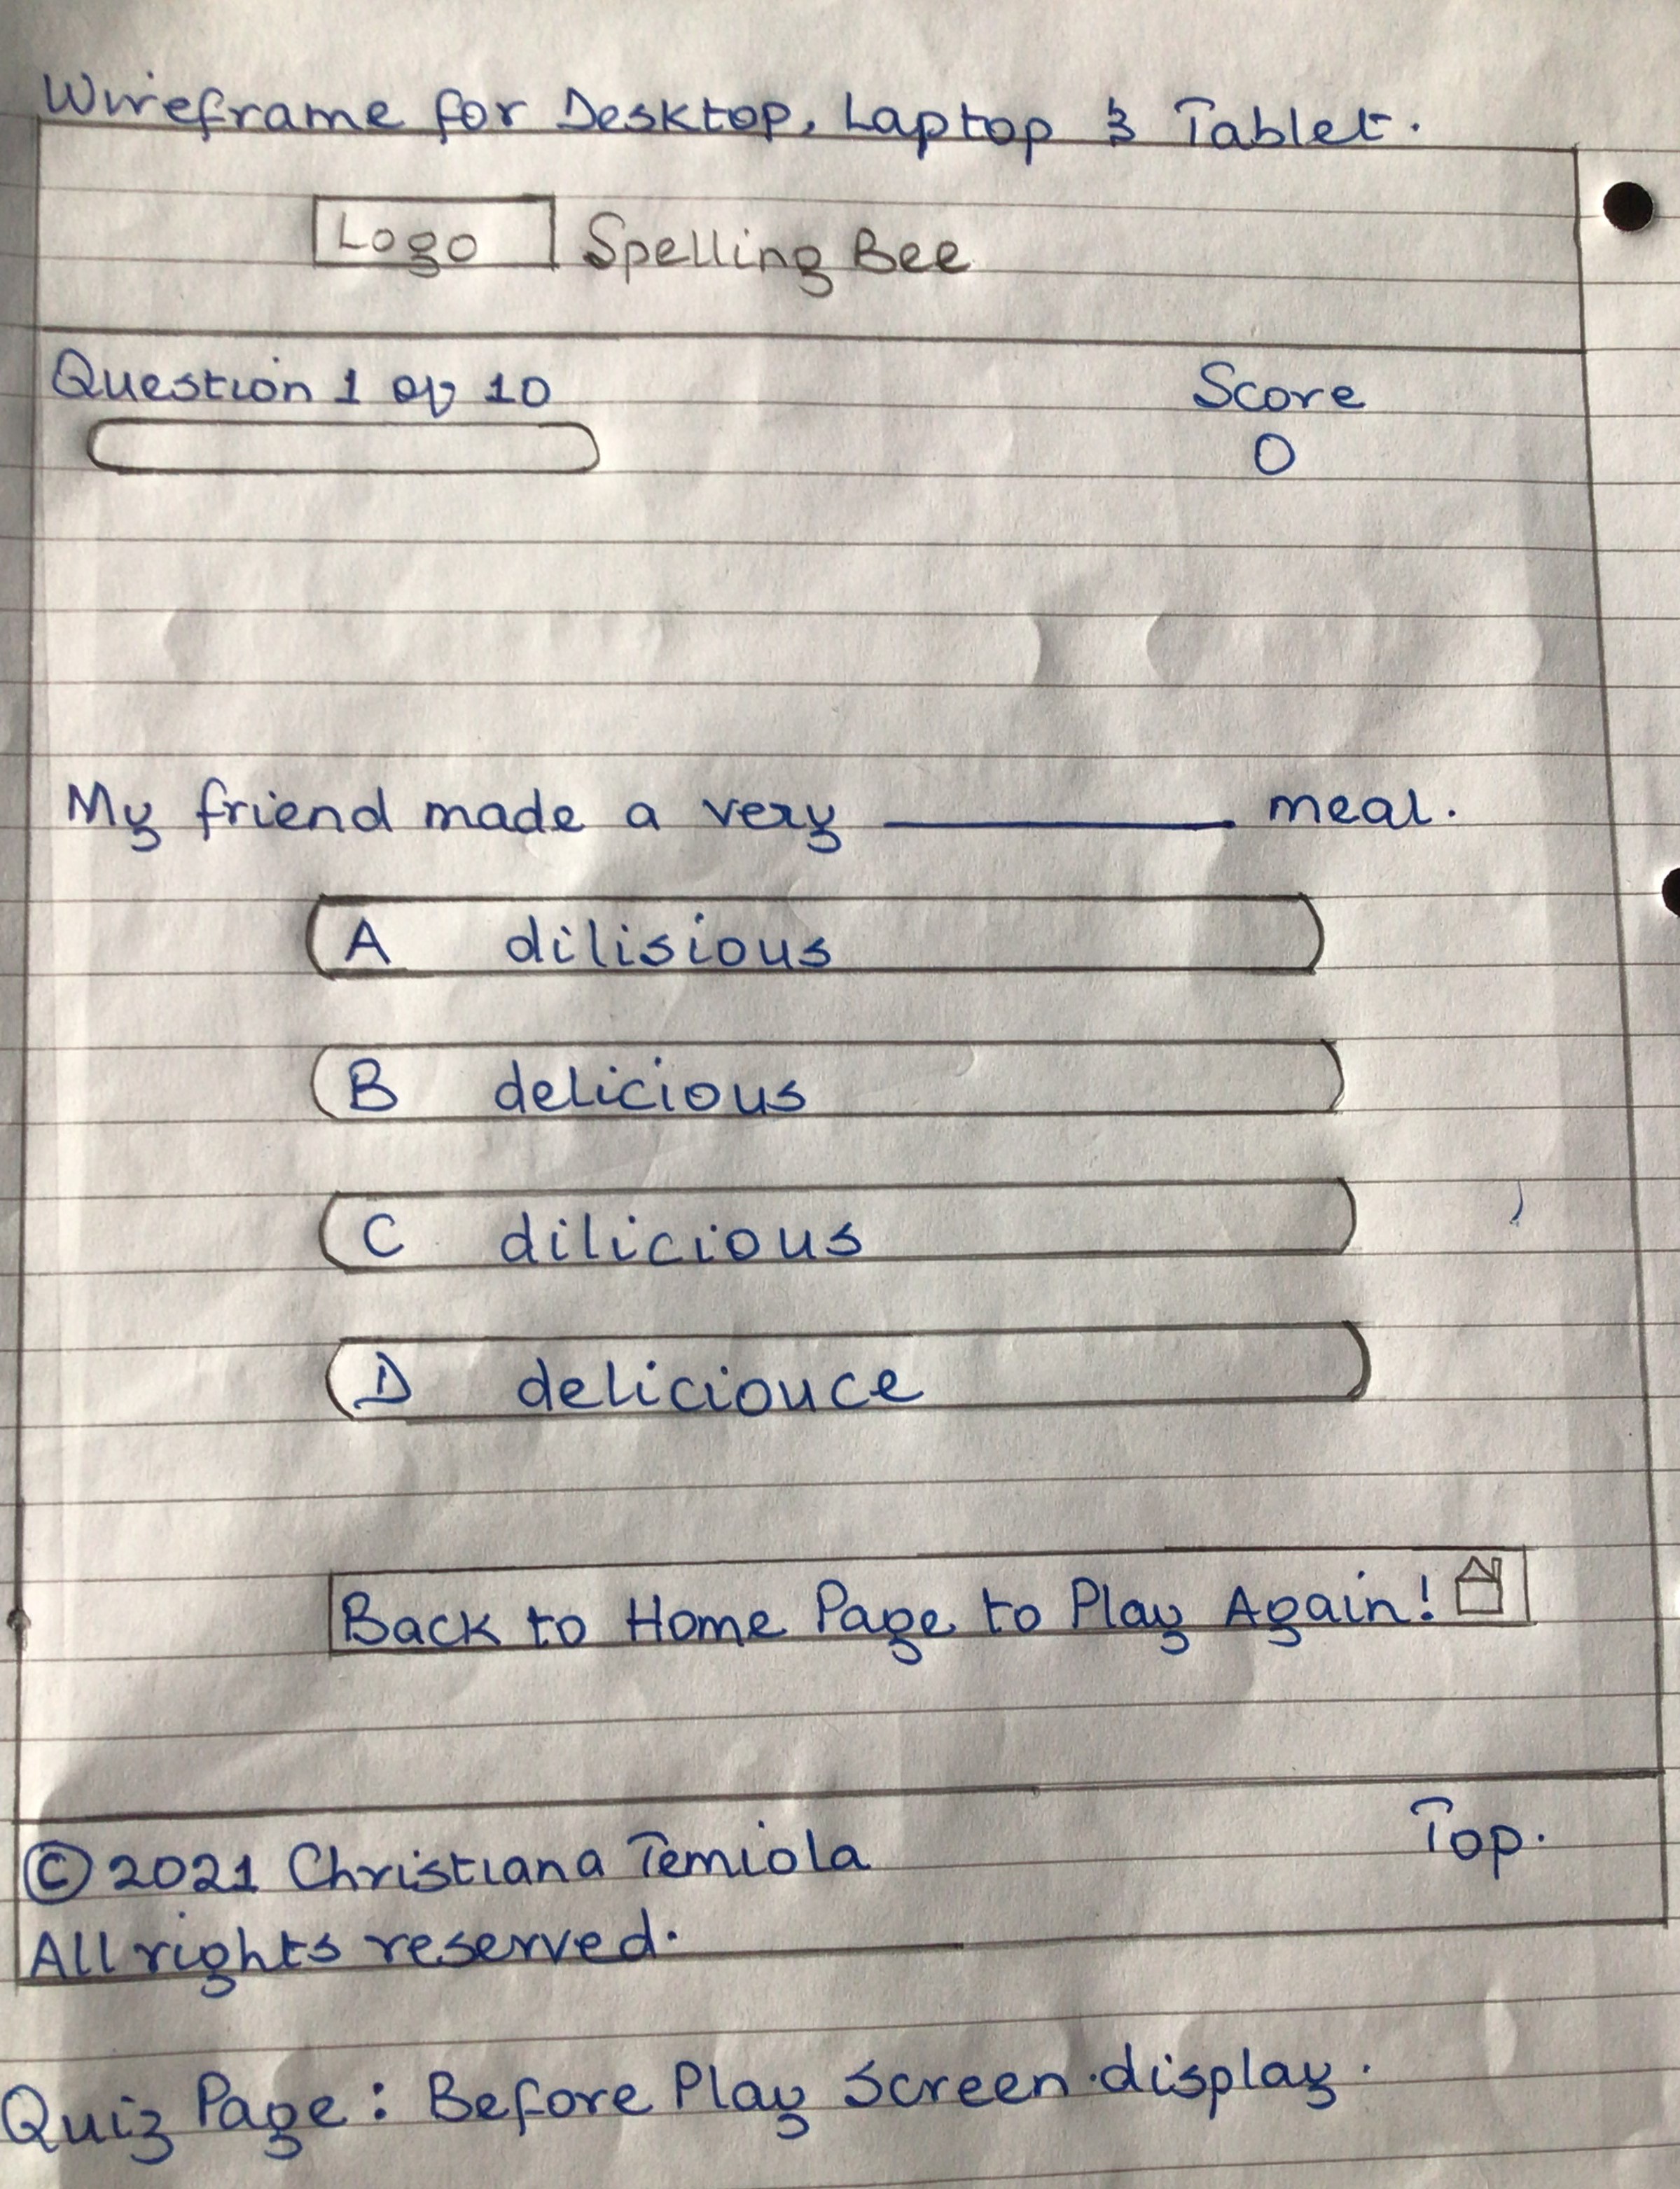 Wireframe for Desktop, Laptop & Tablet.
Logo Spelling Bee
Question 1 of 10 Score
0
My friend made a very ________ meal.
A dilisious
B delicious
C dilicious
D deliciouce
Back to Home Page to Play Again!
© 2021 Christiana Temiola Top.
All rights reserved.
Quiz Page: Before Play Screen display.